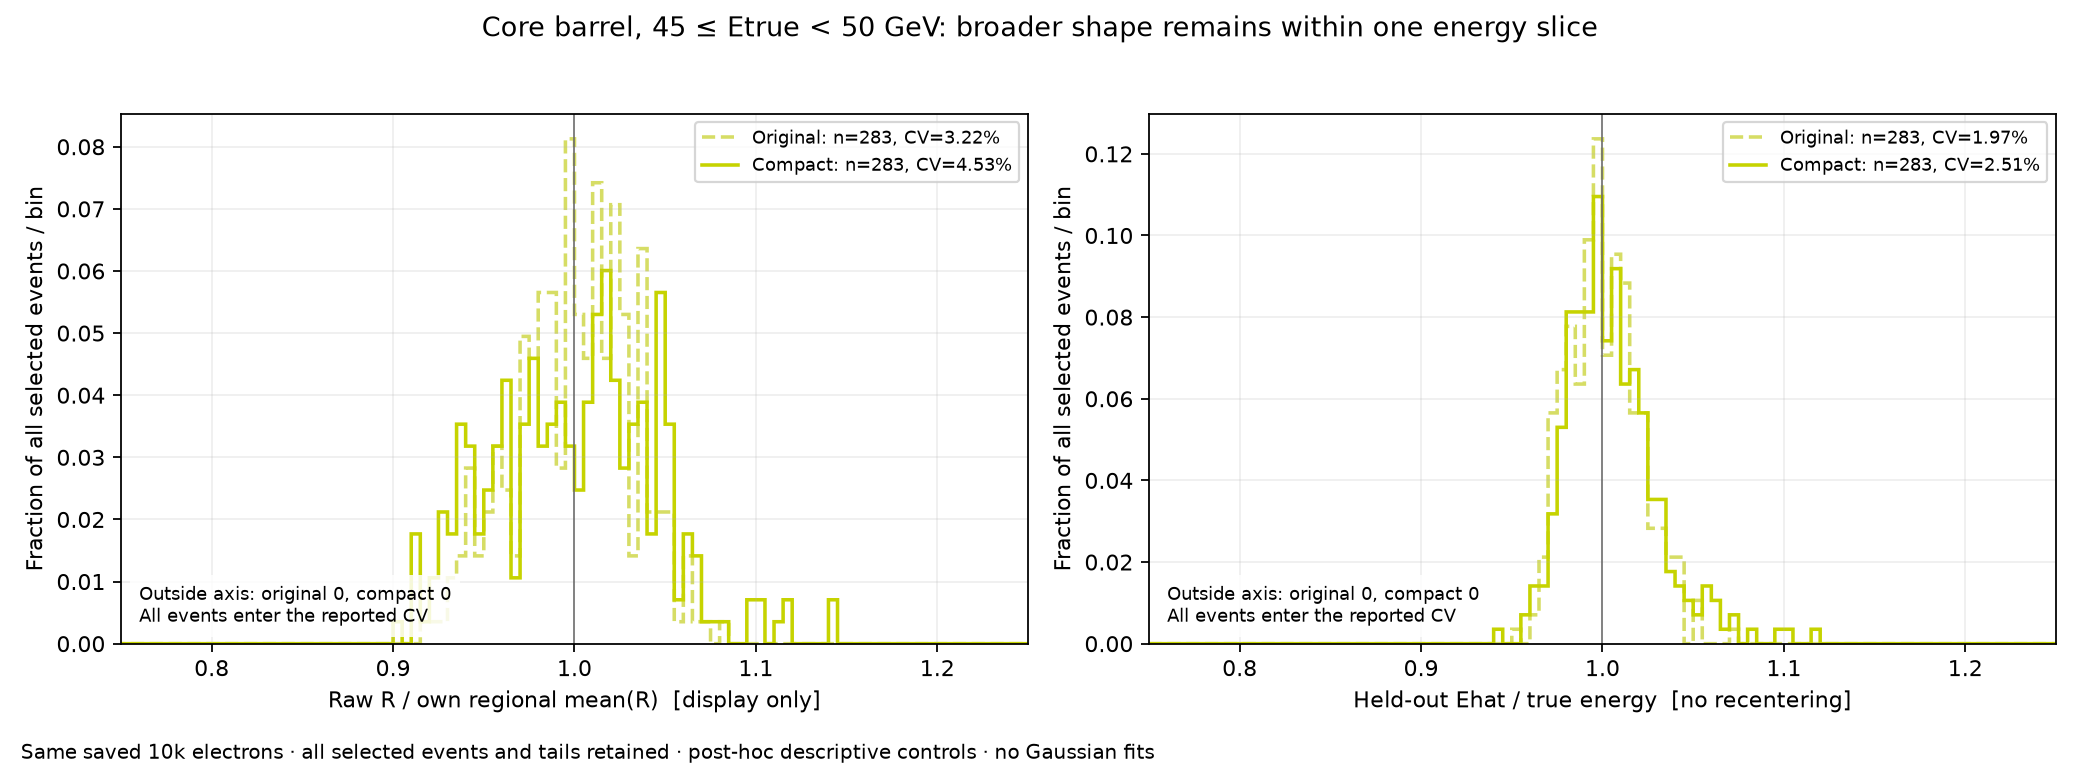 Core barrel, 45 ≤ Etrue < 50 GeV: broader shape remains within one energy slice
Fraction of all selected events / bin
0.08
0.07
0.06
0.05
0.04
0.03
0.02
0.01
0.00
Original: n=283, CV=3.22%
Compact: n=283, CV=4.53%
Outside axis: original 0, compact 0
All events enter the reported CV
0.8
0.9
1.0
1.1
1.2
Raw R / own regional mean(R)  [display only]
Fraction of all selected events / bin
0.12
0.10
0.08
0.06
0.04
0.02
0.00
Original: n=283, CV=1.97%
Compact: n=283, CV=2.51%
Outside axis: original 0, compact 0
All events enter the reported CV
0.8
0.9
1.0
1.1
1.2
Held-out Ehat / true energy  [no recentering]
Same saved 10k electrons · all selected events and tails retained · post-hoc descriptive controls · no Gaussian fits